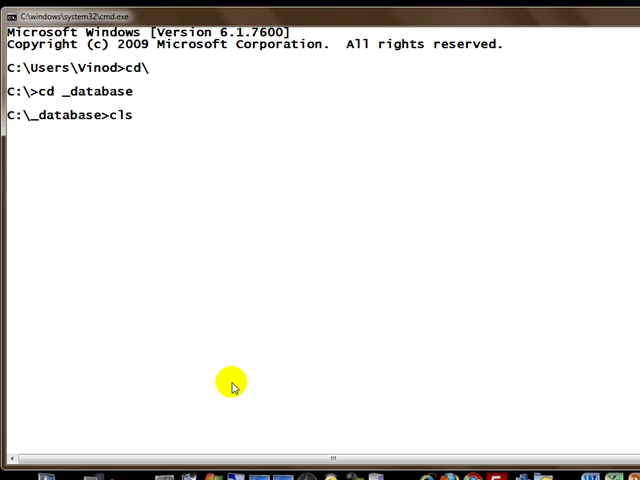 C:\windows\system32\cmd.exe
Microsoft Windows [Version 6.1.7600]
Copyright (c) 2009 Microsoft Corporation.  All rights reserved.
C:\Users\Vinod>cd\
C:\>cd _database
C:\_database>cls